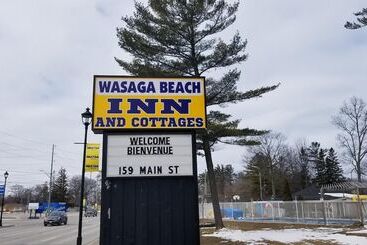 WASAGA BEACH
INN
AND COTTAGES
WELCOME
BIENVENUE
159 MAIN ST